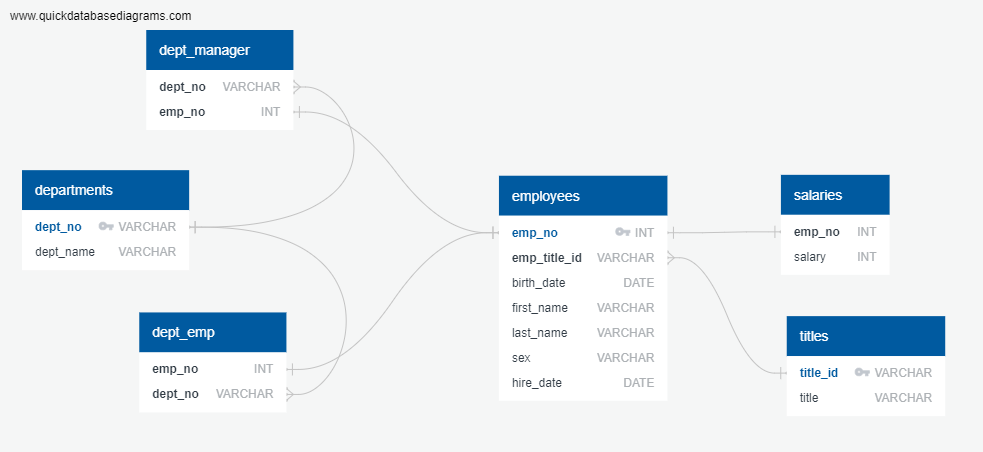 www.quickdatabasediagrams.com
dept_manager
dept_no VARCHAR
emp_no INT
departments
dept_no VARCHAR
dept_name VARCHAR
dept_emp
emp_no INT
dept_no VARCHAR
employees
emp_no INT
emp_title_id VARCHAR
birth_date DATE
first_name VARCHAR
last_name VARCHAR
sex VARCHAR
hire_date DATE
salaries
emp_no INT
salary INT
titles
title_id VARCHAR
title VARCHAR